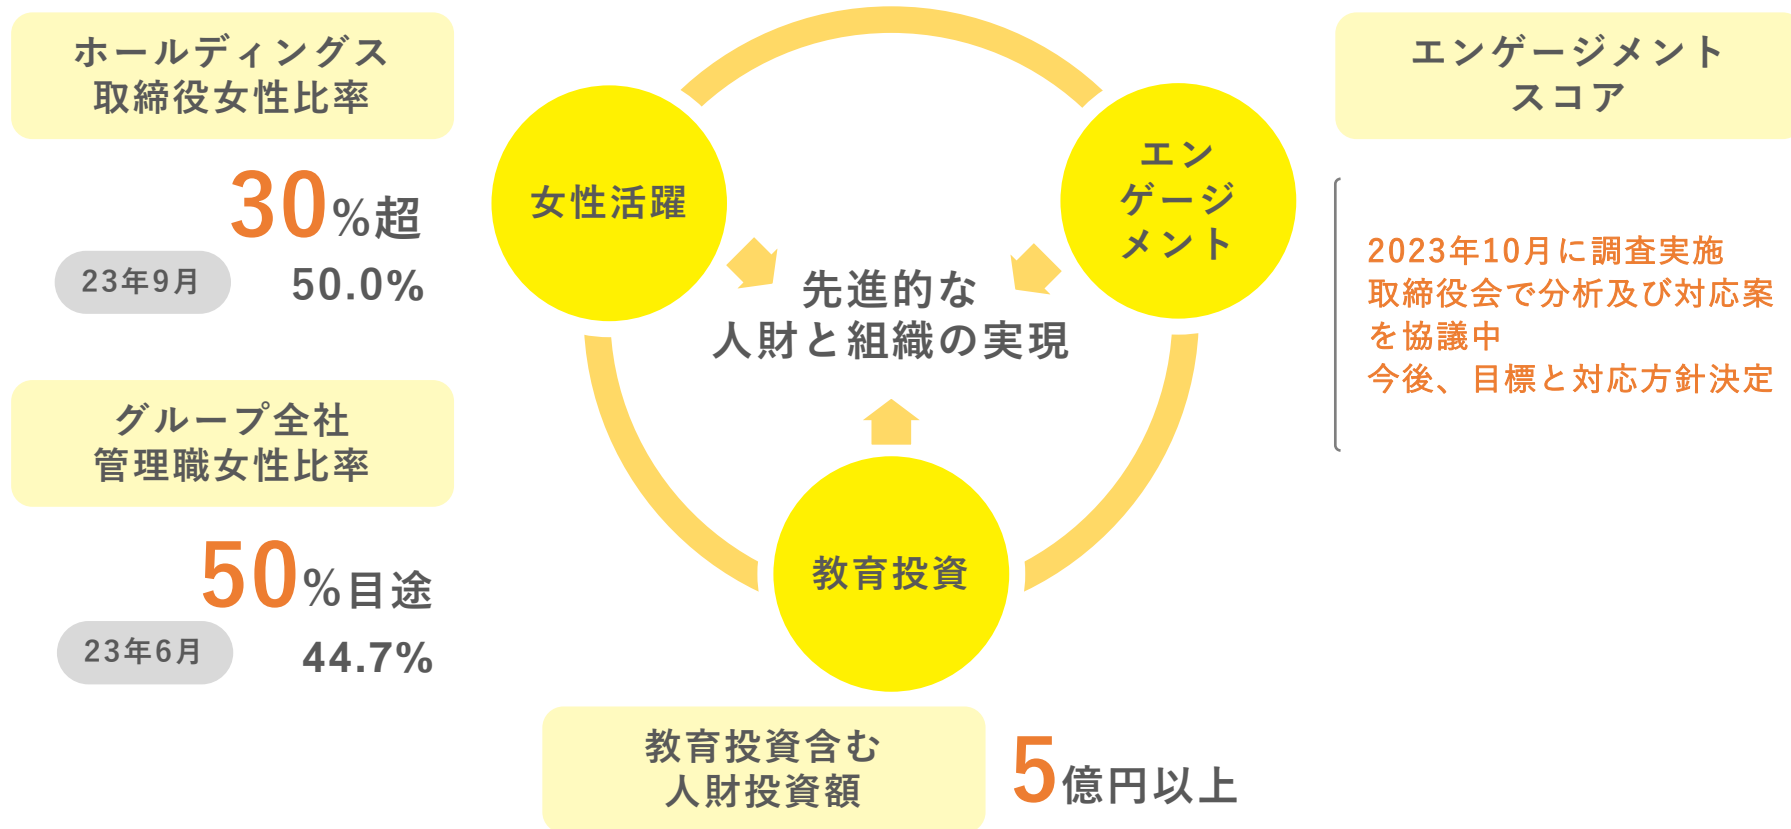 ホールディングス
取締役女性比率
30%超
23年9月 50.0%
グループ全社
管理職女性比率
50%目途
23年6月 44.7%
女性活躍
エン
ゲージ
メント
先進的な
人財と組織の実現
教育投資
エンゲージメント
スコア
2023年10月に調査実施
取締役会で分析及び対応案
を協議中
今後、目標と対応方針決定
教育投資含む
人財投資額
5億円以上